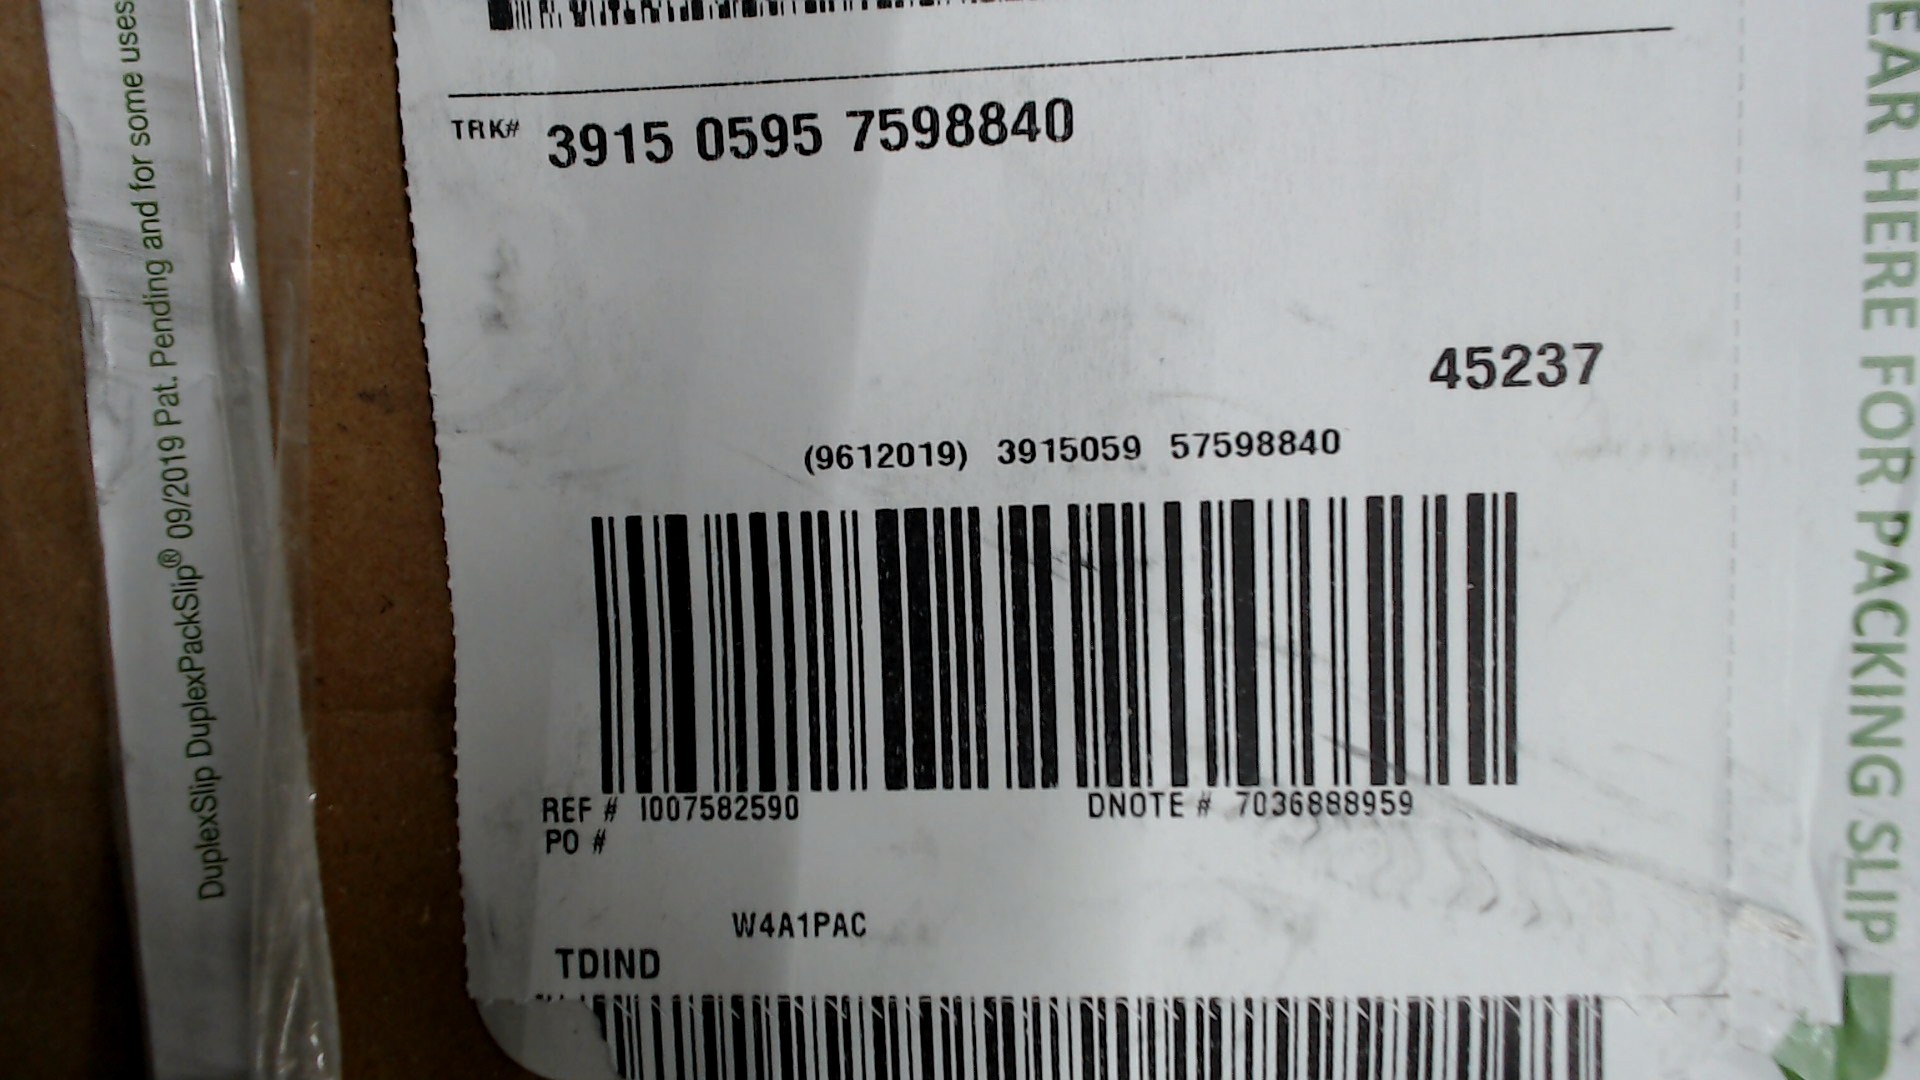 TRK# 3915 0595 7598840
45237
(9612019) 3915059 57598840
REF # I007582590 DNOTE # 7036888959
PO #
W4A1PAC
TDIND
DuplexSlip DuplexPackSlip® 09/2019 Pat. Pending and for some uses
EAR HERE FOR PACKING SLIP